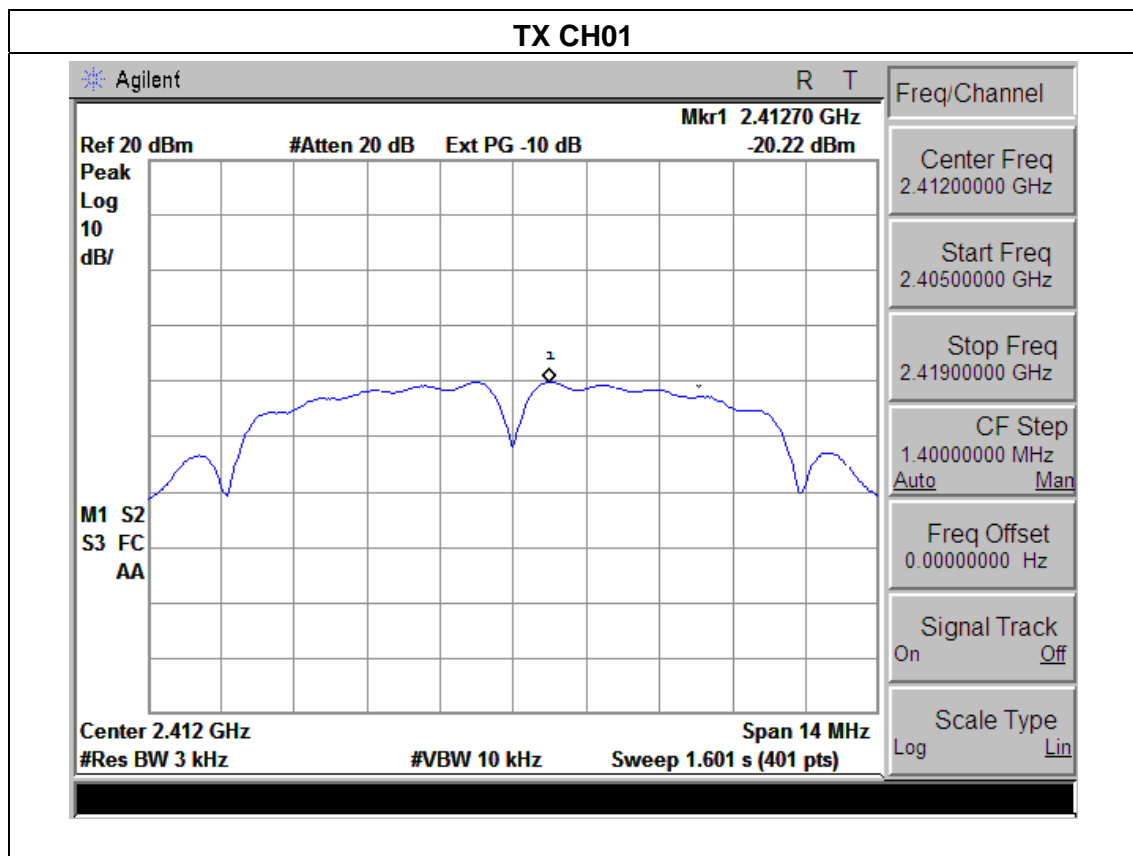 TX CH01
Agilent
R T
Mkr1 2.41270 GHz
Ref 20 dBm #Atten 20 dB Ext PG -10 dB -20.22 dBm
Peak
Log
10
dB/
1
M1 S2
S3 FC
AA
Center 2.412 GHz Span 14 MHz
#Res BW 3 kHz #VBW 10 kHz Sweep 1.601 s (401 pts)
Freq/Channel
Center Freq
2.41200000 GHz
Start Freq
2.40500000 GHz
Stop Freq
2.41900000 GHz
CF Step
1.40000000 MHz
Auto Man
Freq Offset
0.00000000 Hz
Signal Track
On Off
Scale Type
Log Lin